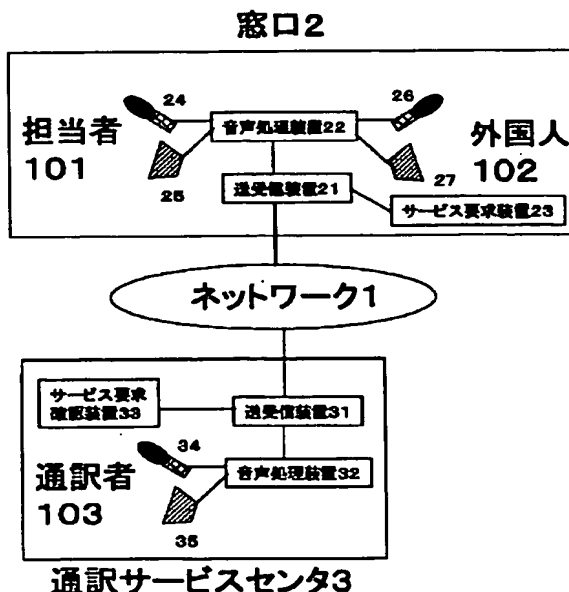 窓口2
24
26
担当者
101
音声処理装置22
外国人
102
25
送受信装置21
27
サービス要求装置23
ネットワーク1
サービス要求
確認装置33
送受信装置31
34
通訳者
103
音声処理装置32
35
通訳サービスセンタ3